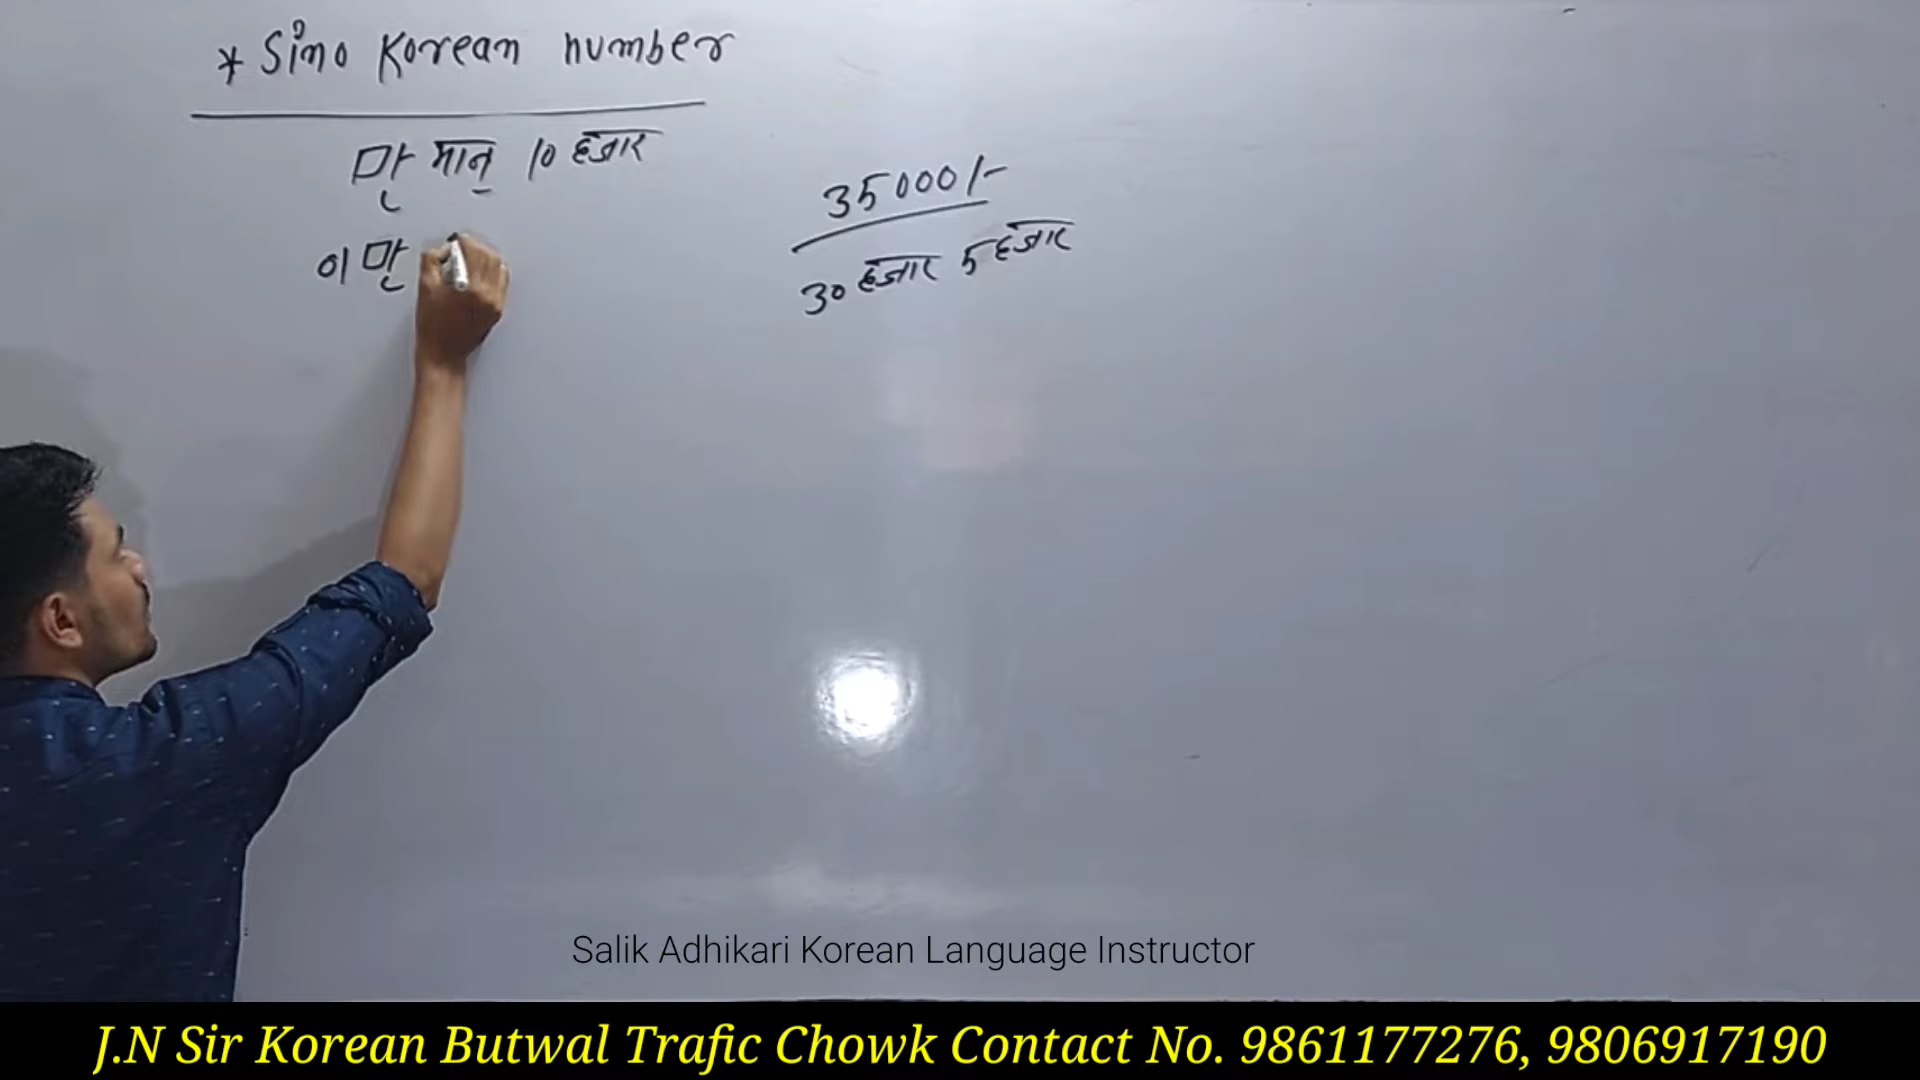 * Sino Korean number
만 मान् 10 हजार
이만
35000/-
30 हजार 5 हजार
Salik Adhikari Korean Language Instructor
J.N Sir Korean Butwal Trafic Chowk Contact No. 9861177276, 9806917190